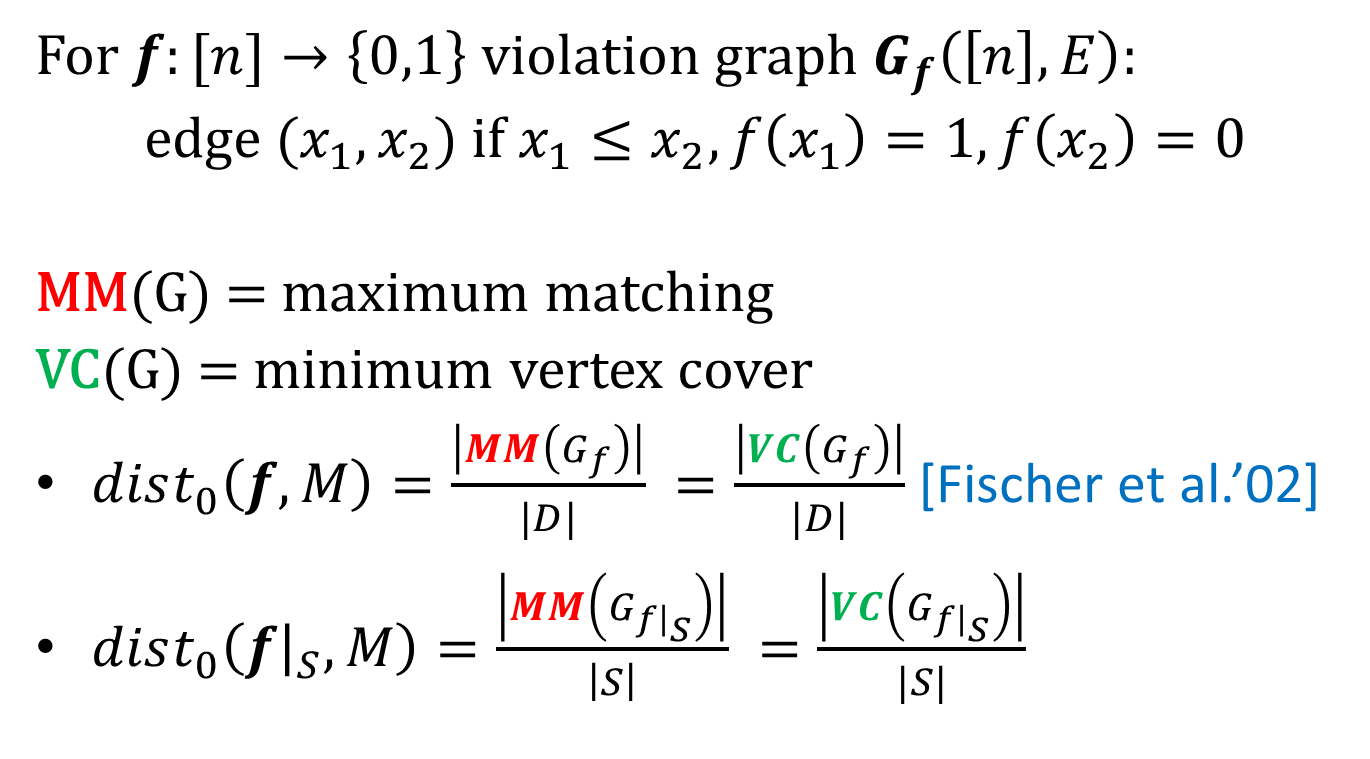 For f: [n] → {0,1} violation graph G_f([n], E):
edge (x_1, x_2) if x_1 ≤ x_2, f(x_1) = 1, f(x_2) = 0
MM(G) = maximum matching
VC(G) = minimum vertex cover
• dist_0(f, M) = |MM(G_f)| / |D| = |VC(G_f)| / |D| [Fischer et al.’02]
• dist_0(f|_S, M) = |MM(G_{f|_S})| / |S| = |VC(G_{f|_S})| / |S|